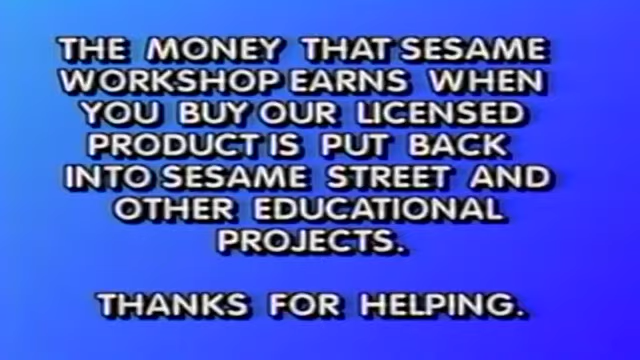 THE MONEY THAT SESAME
WORKSHOP EARNS WHEN
YOU BUY OUR LICENSED
PRODUCT IS PUT BACK
INTO SESAME STREET AND
OTHER EDUCATIONAL
PROJECTS.
THANKS FOR HELPING.